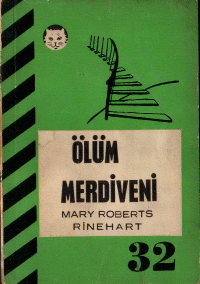 ÖLÜM
MERDİVENİ
MARY ROBERTS
RİNEHART
32